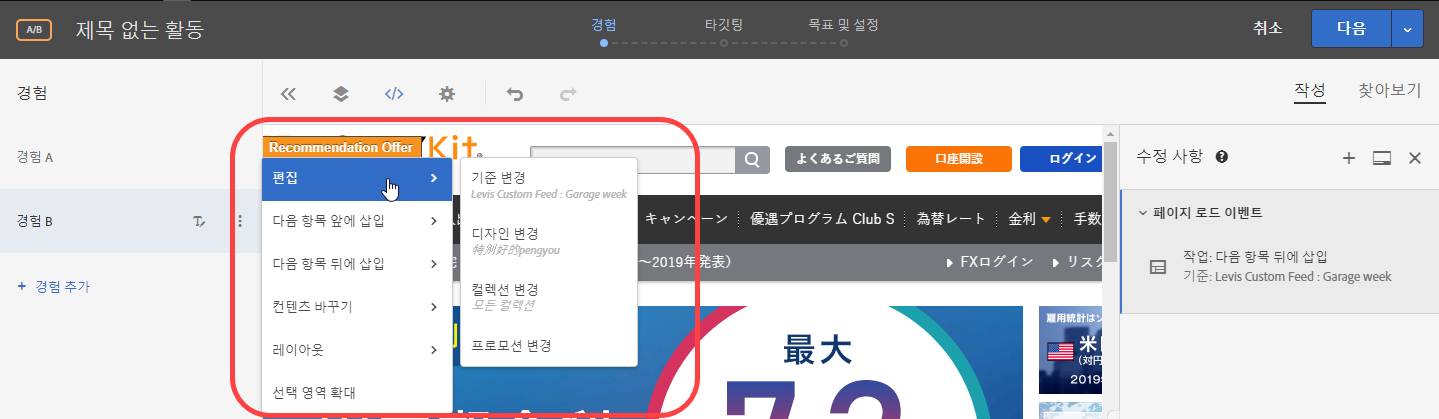 A/B
제목 없는 활동
경험
타깃팅
목표 및 설정
취소
다음
경험
작성
찾아보기
경험 A
경험 B
+ 경험 추가
Recommendation Offer
Kit
편집
다음 항목 앞에 삽입
다음 항목 뒤에 삽입
컨텐츠 바꾸기
레이아웃
선택 영역 확대
기준 변경
Levis Custom Feed : Garage week
디자인 변경
特别好的pengyou
컬렉션 변경
모든 컬렉션
프로모션 변경
よくあるご質問
口座開設
ログイン
キャンペーン
優遇プログラム Club S
為替レート
金利
手数
~2019年発表)
FXログイン
リスク
最大
雇用統計はソ
米
(対円
2019年
수정 사항
페이지 로드 이벤트
작업: 다음 항목 뒤에 삽입
기준: Levis Custom Feed : Garage week